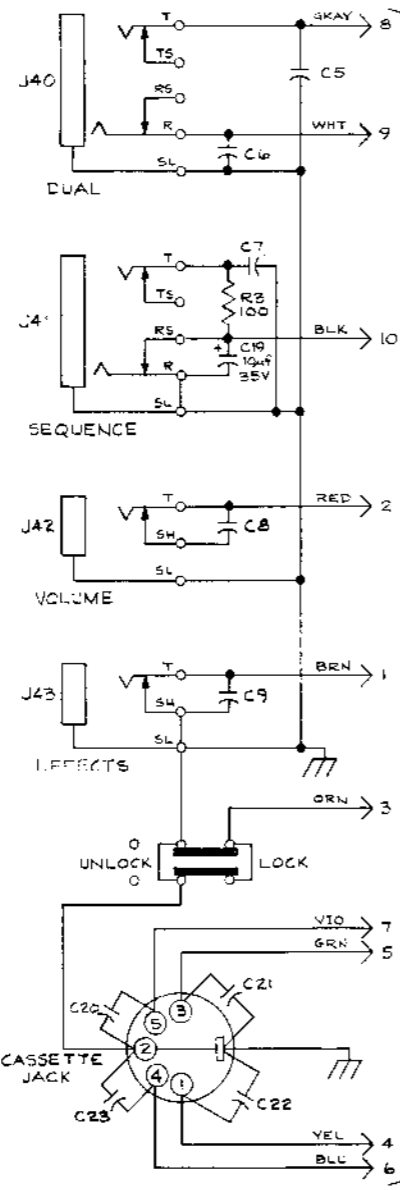 T GRAY 8
J40 TS C5
RS
R WHT 9
SL C6
DUAL
T C7
TS R3
100
RS BLK 10
+ C19
R 10µf
35V
SL
SEQUENCE
T RED 2
J42 SH C8
SL
VOLUME
T BRN 1
J43 SH C9
SL
ORN 3
UNLOCK LOCK
VIO 7
GRN 5
C20 5 3 C21
2
CASSETTE
JACK 4 1
C23 C22
YEL 4
6